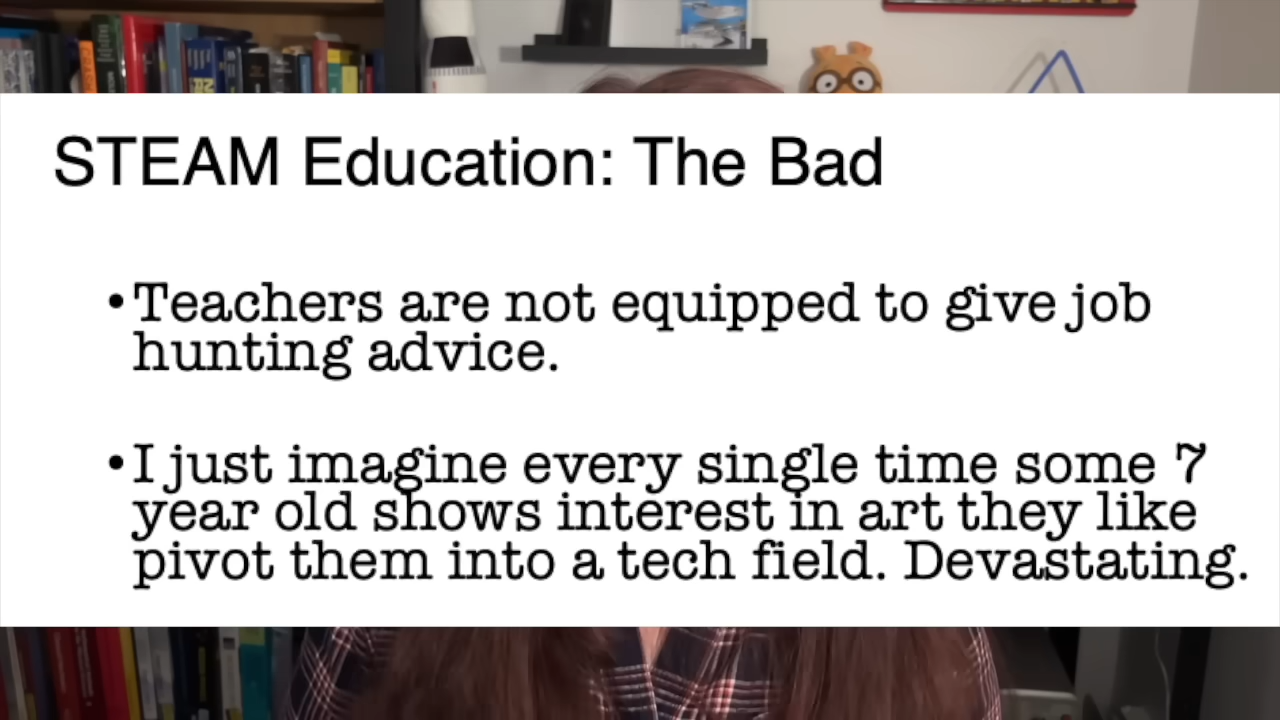 STEAM Education: The Bad
•Teachers are not equipped to give job
hunting advice.
•I just imagine every single time some 7
year old shows interest in art they like
pivot them into a tech field. Devastating.